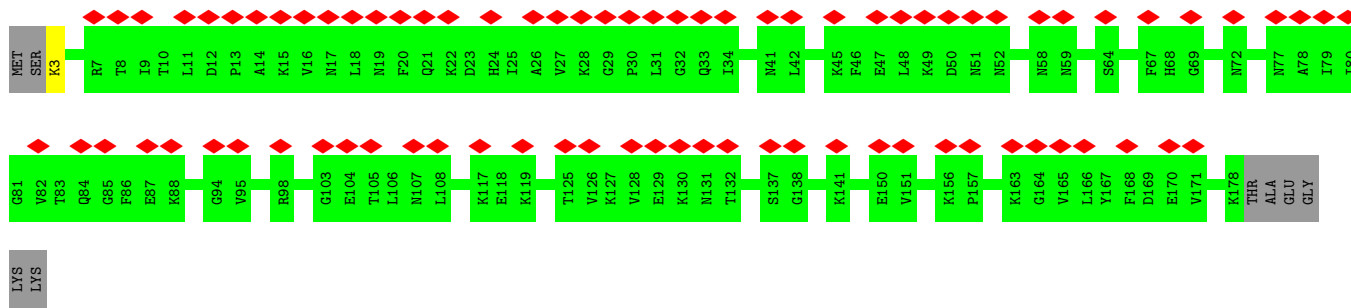 MET SER K3 R7 T8 I9 T10 L11 D12 P13 A14 K15 V16 N17 L18 N19 F20 Q21 K22 D23 H24 I25 A26 V27 K28 G29 P30 L31 G32 Q33 I34 N41 L42 K45 F46 E47 L48 K49 D50 N51 N52 N58 N59 S64 F67 H68 G69 N72 N77 A78 I79 I80
G81 V82 T83 Q84 G85 F86 E87 K88 G94 V95 R98 G103 E104 T105 L106 N107 L108 K117 E118 K119 T125 V126 K127 V128 E129 K130 N131 T132 S137 G138 K141 E150 V151 K156 P157 K163 G164 V165 L166 Y167 F168 D169 E170 V171 K178 THR ALA GLU GLY
LYS LYS